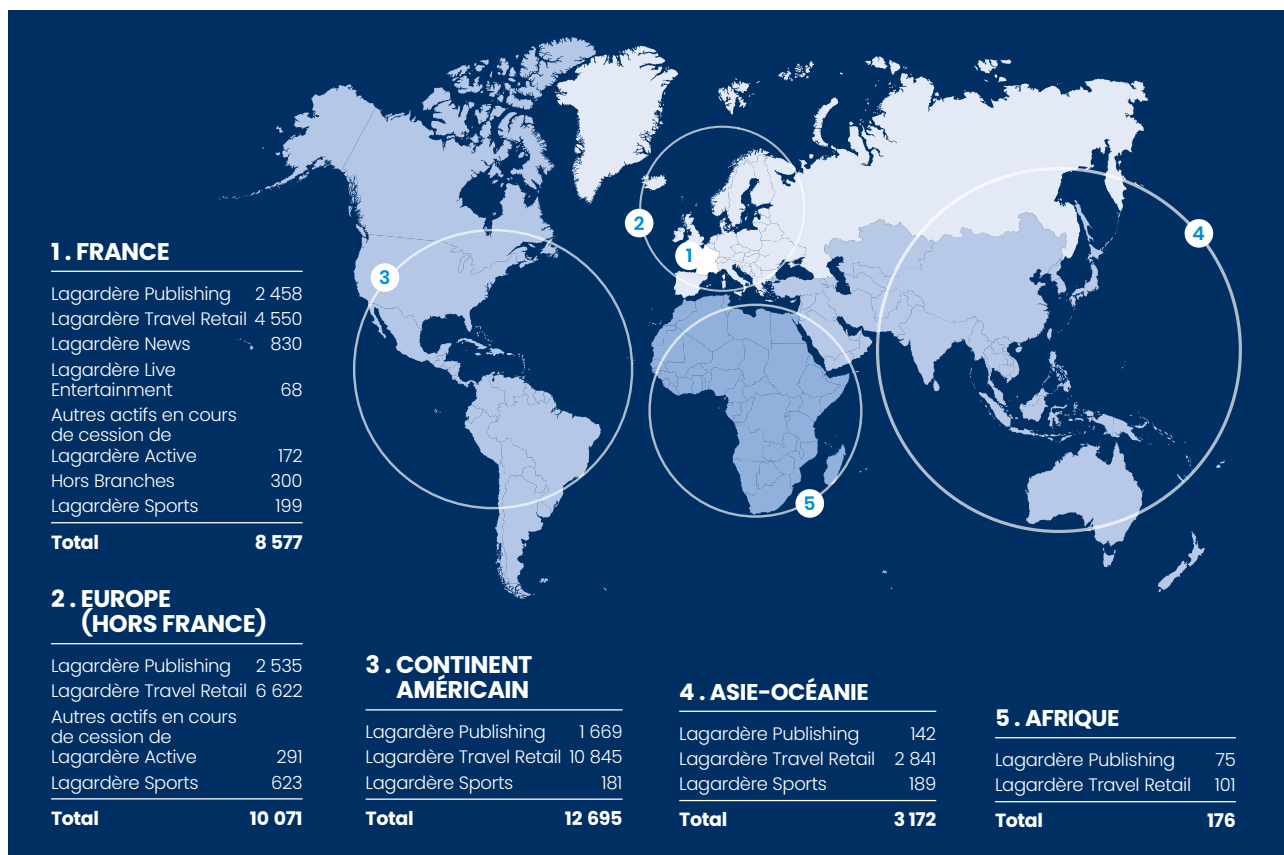 1. FRANCE
Lagardère Publishing 2 458
Lagardère Travel Retail 4 550
Lagardère News 830
Lagardère Live
Entertainment 68
Autres actifs en cours
de cession de
Lagardère Active 172
Hors Branches 300
Lagardère Sports 199
Total 8 577
2. EUROPE
(HORS FRANCE)
Lagardère Publishing 2 535
Lagardère Travel Retail 6 622
Autres actifs en cours
de cession de
Lagardère Active 291
Lagardère Sports 623
Total 10 071
3. CONTINENT
AMÉRICAIN
Lagardère Publishing 1 669
Lagardère Travel Retail 10 845
Lagardère Sports 181
Total 12 695
4. ASIE-OCÉANIE
Lagardère Publishing 142
Lagardère Travel Retail 2 841
Lagardère Sports 189
Total 3 172
5. AFRIQUE
Lagardère Publishing 75
Lagardère Travel Retail 101
Total 176
2
1
3
4
5